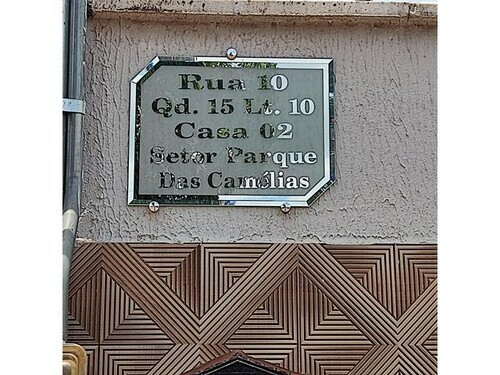 Rua 10
Qd. 15 Lt. 10
Casa 02
Setor Parque
Das Camélias